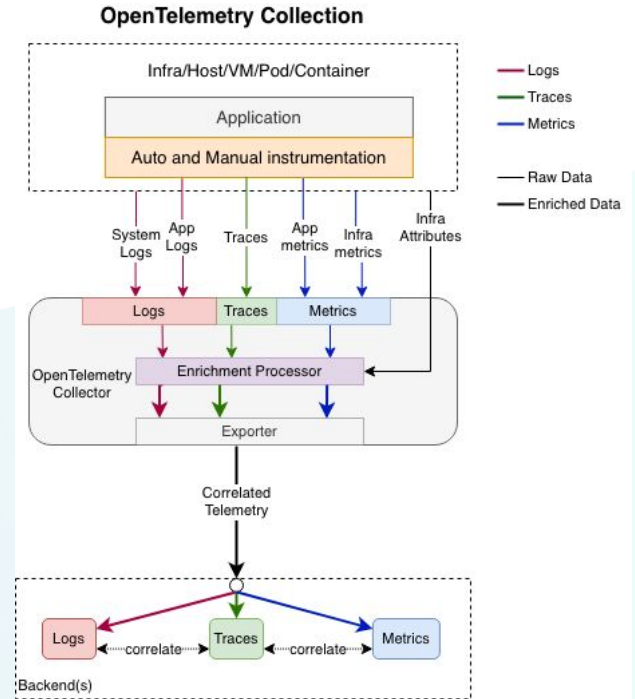 OpenTelemetry Collection
Infra/Host/VM/Pod/Container
Application
Auto and Manual instrumentation
Logs
Traces
Metrics
Raw Data
Enriched Data
System
Logs
App
Logs
Traces
App
metrics
Infra
metrics
Infra
Attributes
Logs
Traces
Metrics
OpenTelemetry
Collector
Enrichment Processor
Exporter
Correlated
Telemetry
Logs
correlate
Traces
correlate
Metrics
Backend(s)